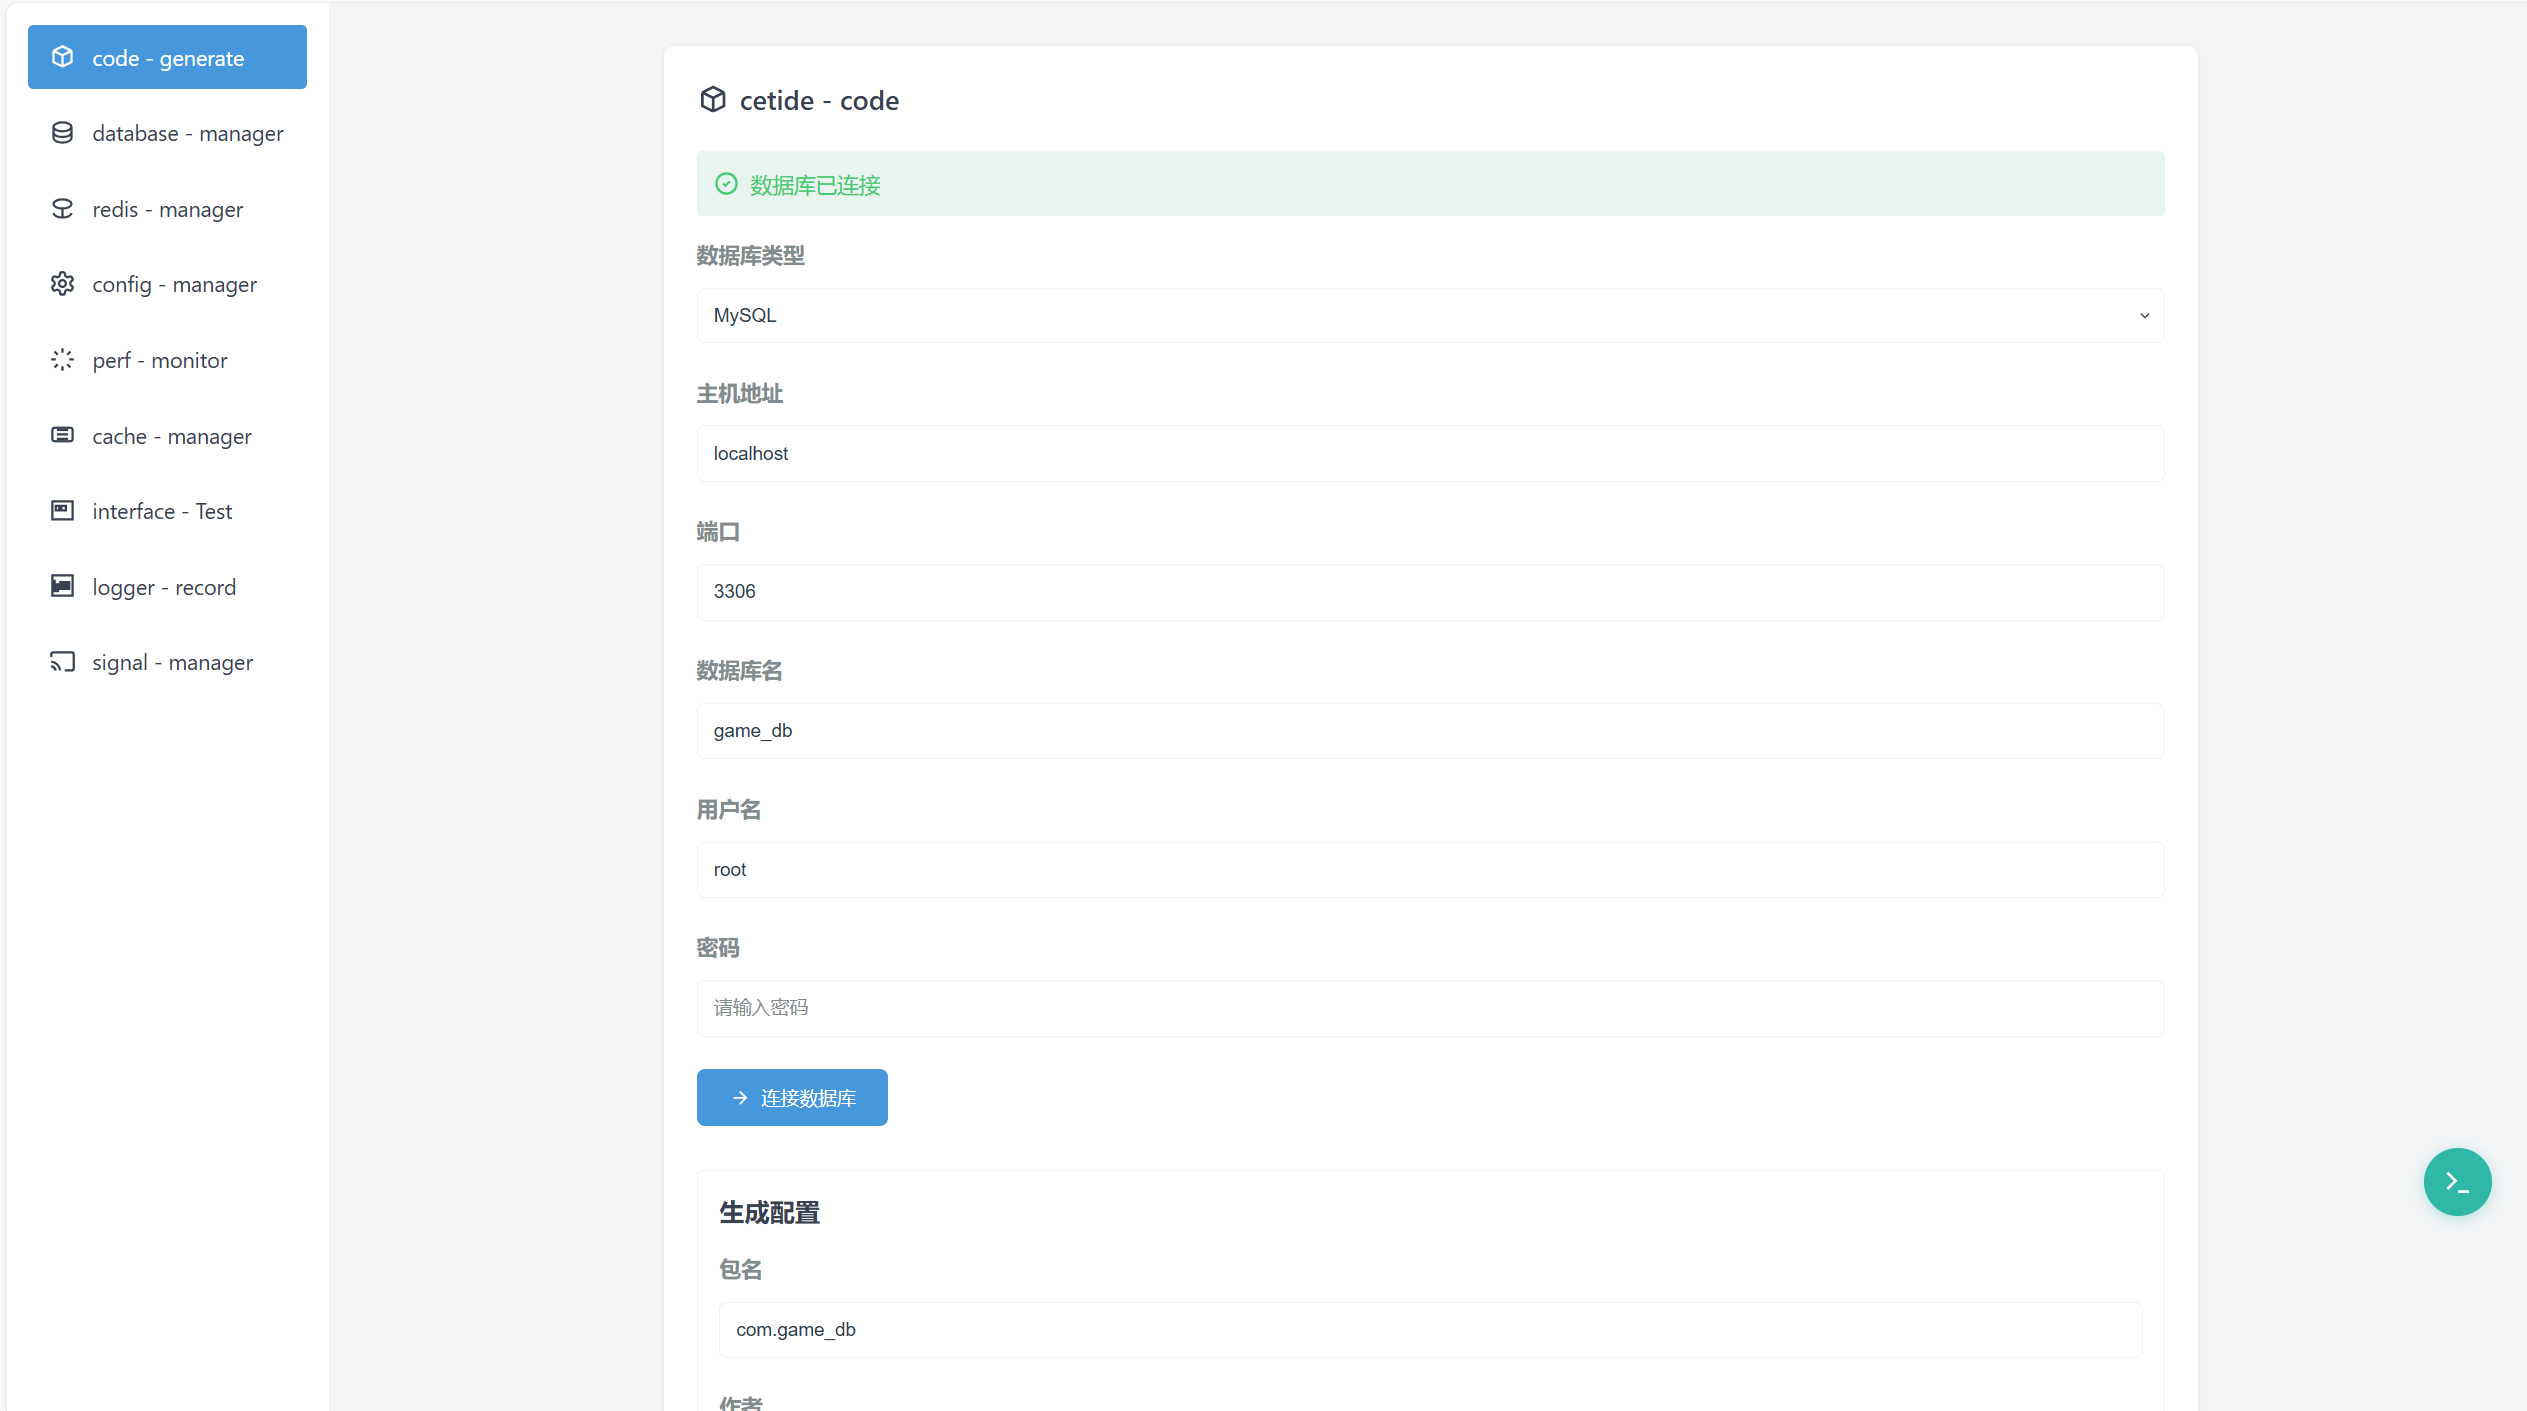 code - generate
database - manager
redis - manager
config - manager
perf - monitor
cache - manager
interface - Test
logger - record
signal - manager
cetide - code
数据库已连接
数据库类型
MySQL
主机地址
localhost
端口
3306
数据库名
game_db
用户名
root
密码
请输入密码
连接数据库
生成配置
包名
com.game_db
作者